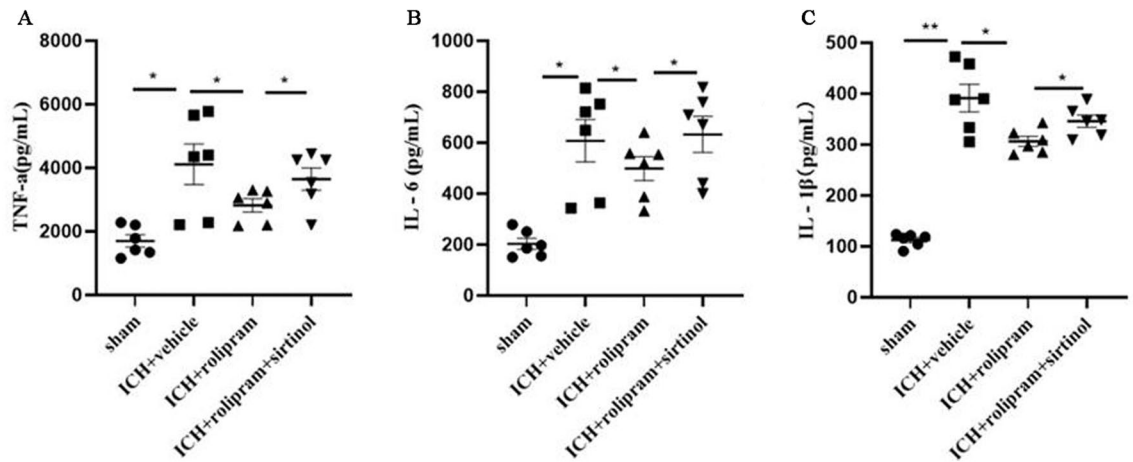 A
TNF-a(pg/mL)
8000
6000
4000
2000
0
*
*
*
sham
ICH+vehicle
ICH+rolipram
ICH+rolipram+sirtinol
B
IL - 6 (pg/mL)
1000
800
600
400
200
0
*
*
*
sham
ICH+vehicle
ICH+rolipram
ICH+rolipram+sirtinol
C
IL - 1β(pg/mL)
500
400
300
200
100
0
**
*
*
sham
ICH+vehicle
ICH+rolipram
ICH+rolipram+sirtinol